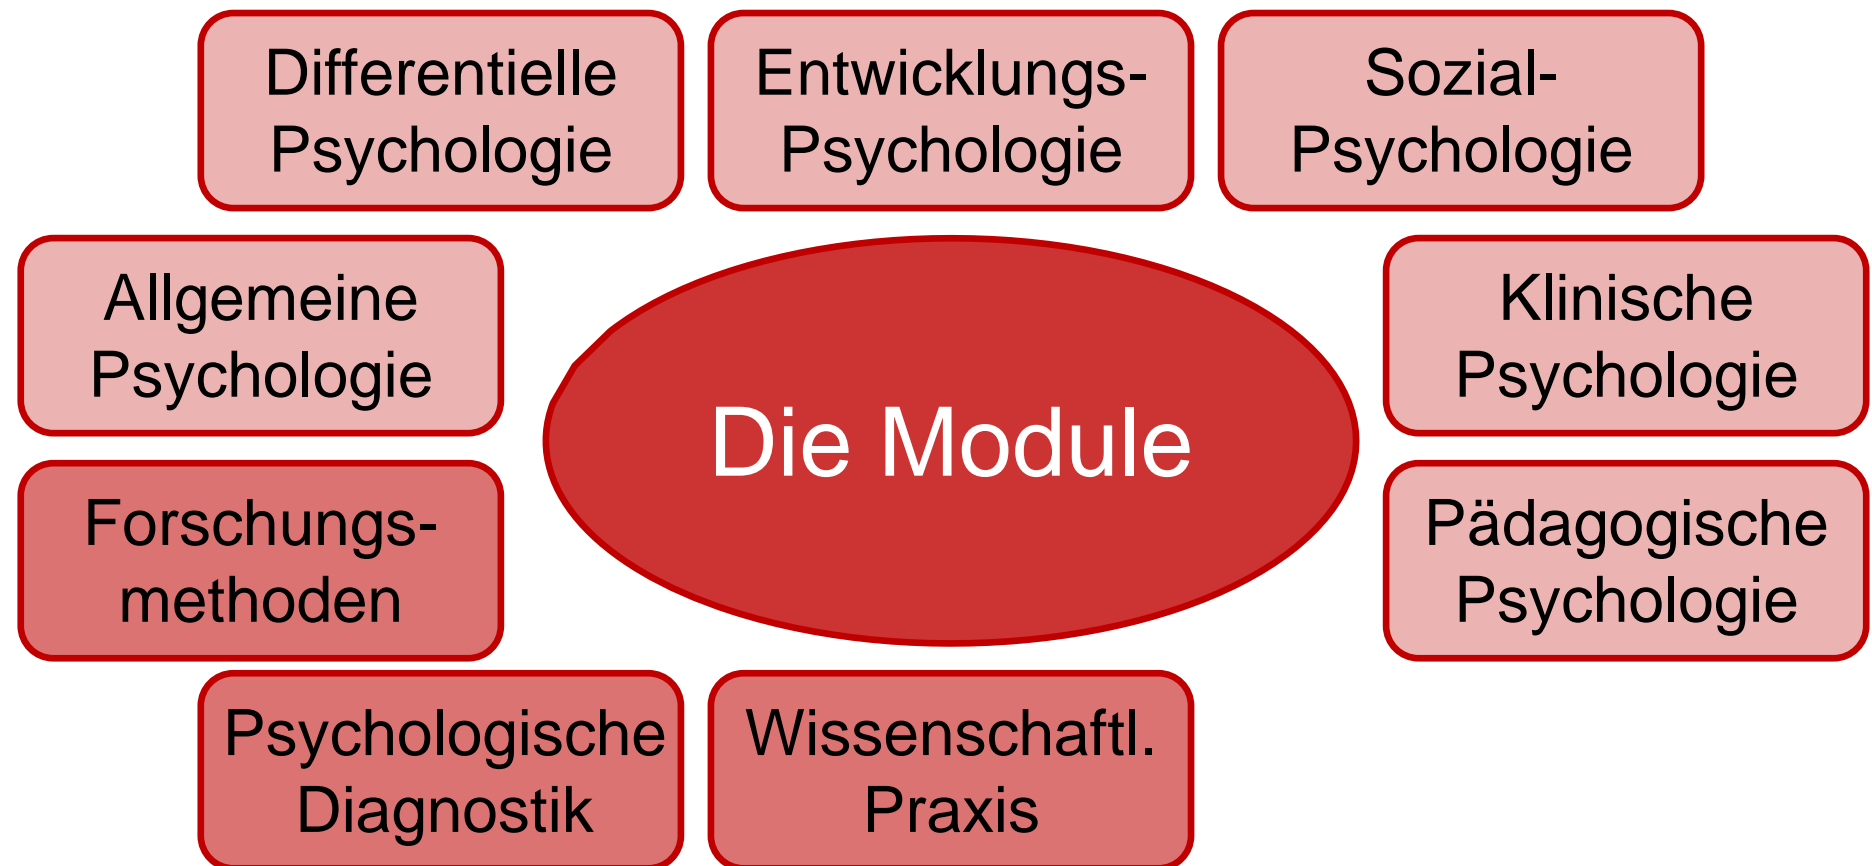 Differentielle
Psychologie
Entwicklungs-
Psychologie
Sozial-
Psychologie
Allgemeine
Psychologie
Klinische
Psychologie
Die Module
Forschungs-
methoden
Pädagogische
Psychologie
Psychologische
Diagnostik
Wissenschaftl.
Praxis